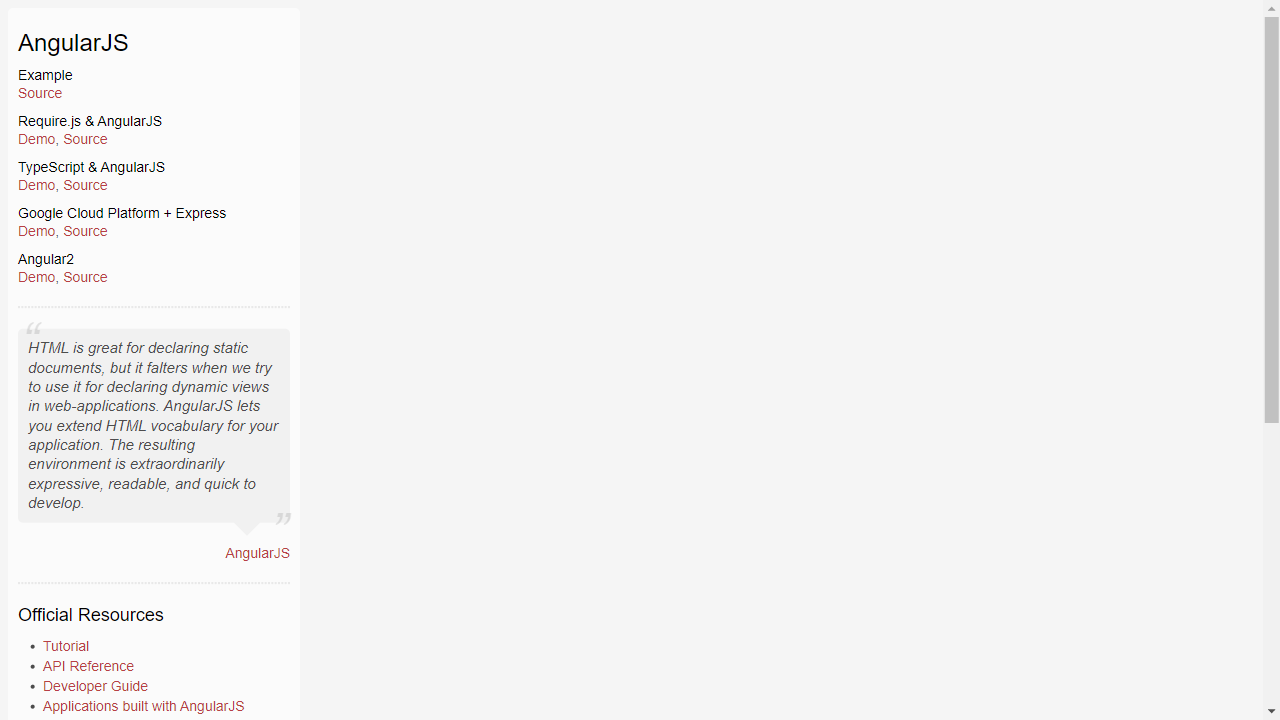 AngularJS
Example
Source
Require.js & AngularJS
Demo, Source
TypeScript & AngularJS
Demo, Source
Google Cloud Platform + Express
Demo, Source
Angular2
Demo, Source
“
HTML is great for declaring static
documents, but it falters when we try
to use it for declaring dynamic views
in web-applications. AngularJS lets
you extend HTML vocabulary for your
application. The resulting
environment is extraordinarily
expressive, readable, and quick to
develop.
”
AngularJS
Official Resources
• Tutorial
• API Reference
• Developer Guide
• Applications built with AngularJS